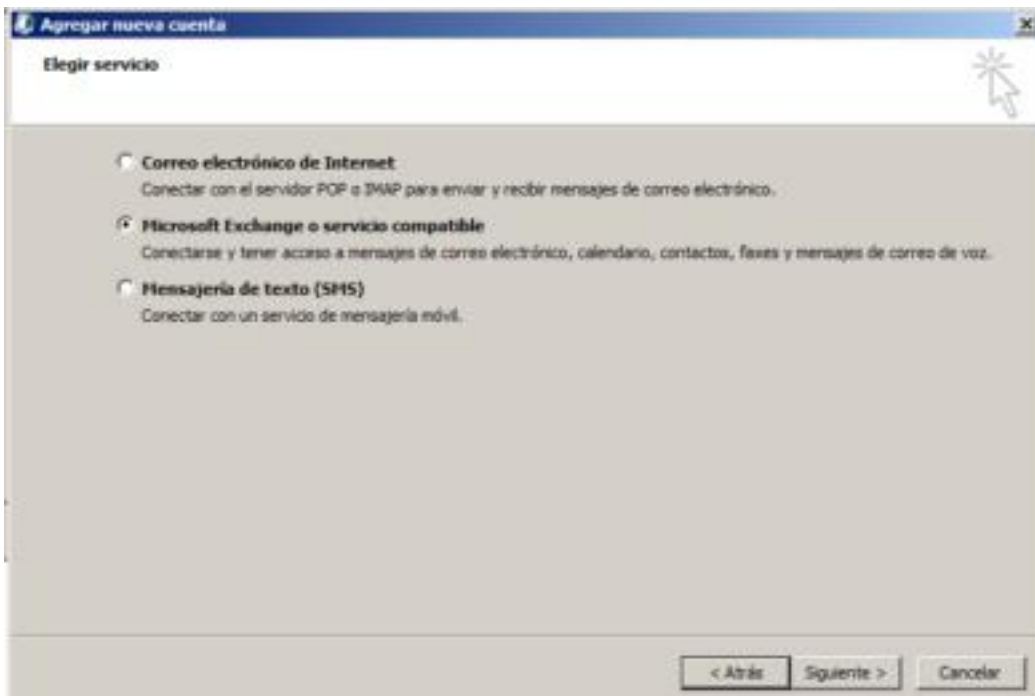 Agregar nueva cuenta
Elegir servicio
Correo electrónico de Internet
Conectar con el servidor POP o IMAP para enviar y recibir mensajes de correo electrónico.
Microsoft Exchange o servicio compatible
Conectarse y tener acceso a mensajes de correo electrónico, calendario, contactos, faxes y mensajes de correo de voz.
Mensajería de texto (SMS)
Conectar con un servicio de mensajería móvil.
< Atrás Siguiente > Cancelar